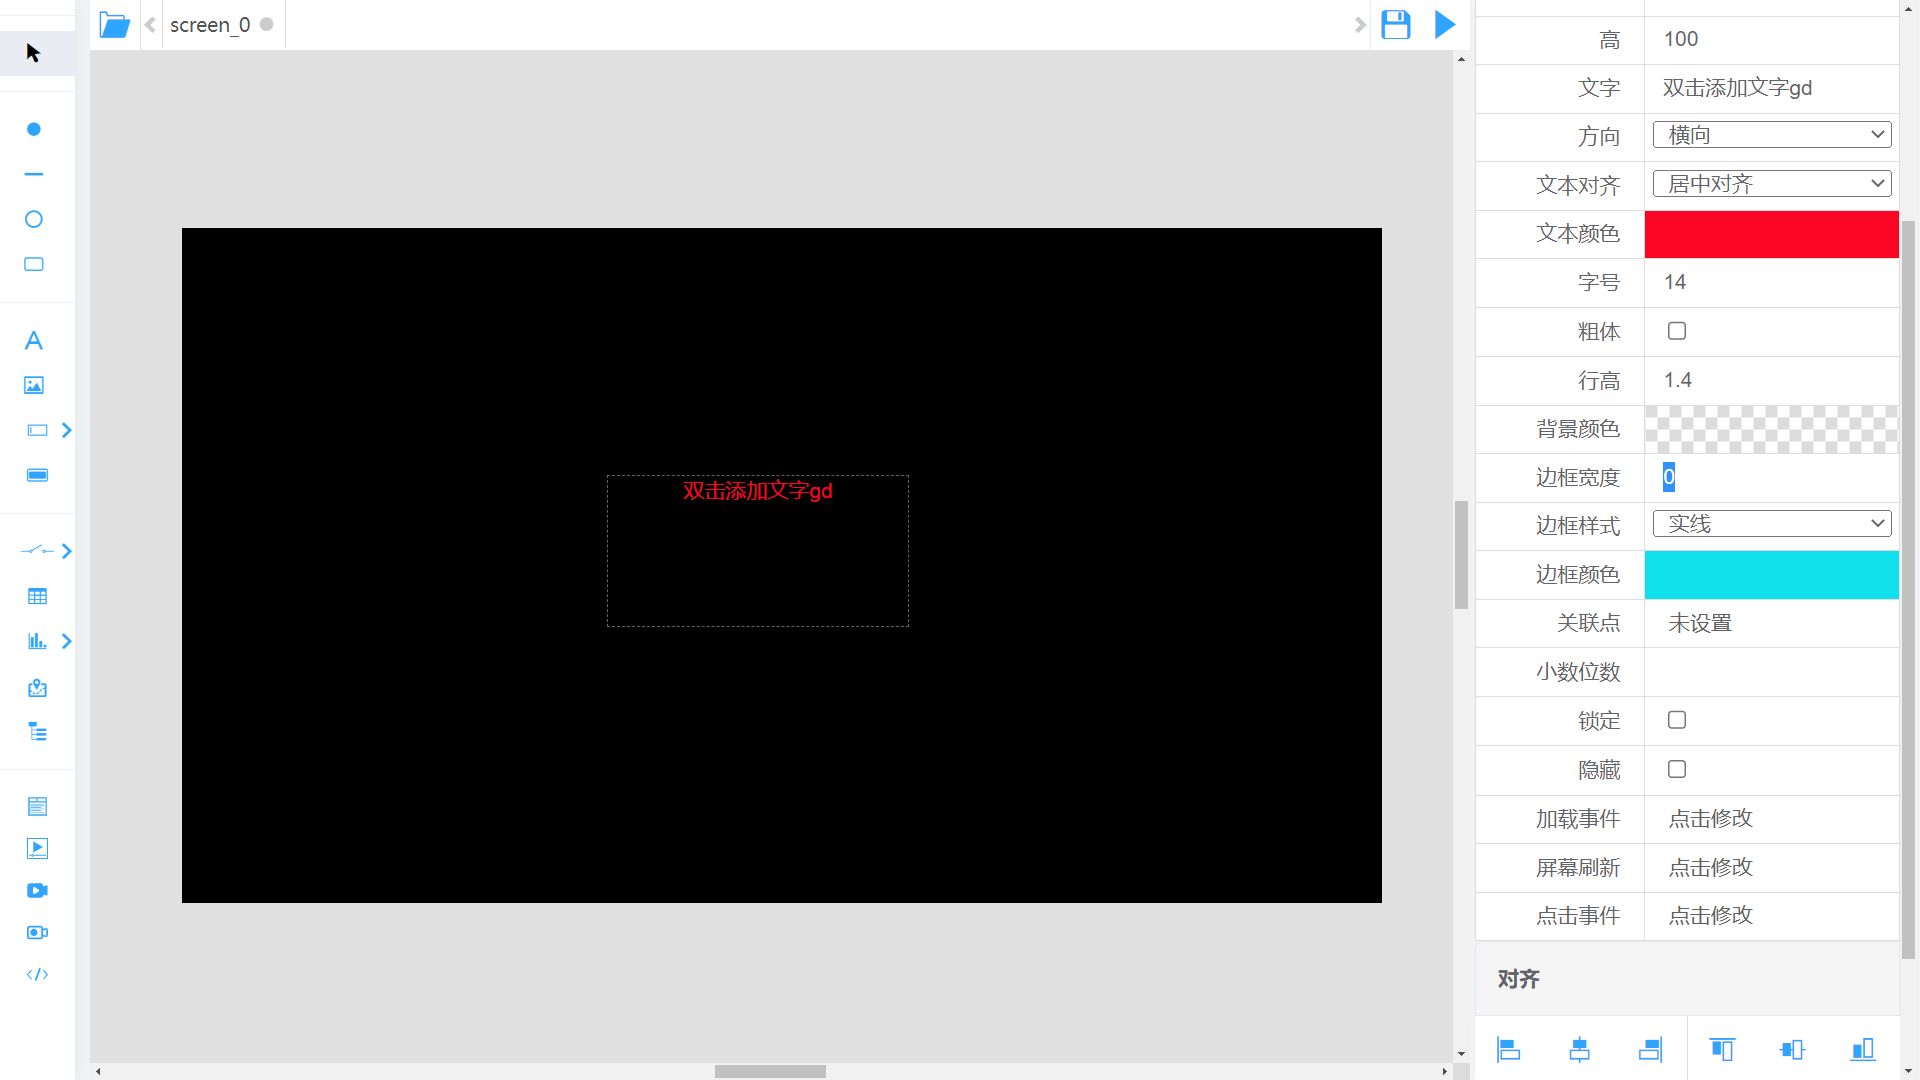 screen_0
高 100
文字 双击添加文字gd
方向 横向
文本对齐 居中对齐
文本颜色
字号 14
粗体
行高 1.4
背景颜色
边框宽度 0
边框样式 实线
边框颜色
关联点 未设置
小数位数
锁定
隐藏
加载事件 点击修改
屏幕刷新 点击修改
点击事件 点击修改
对齐
双击添加文字gd